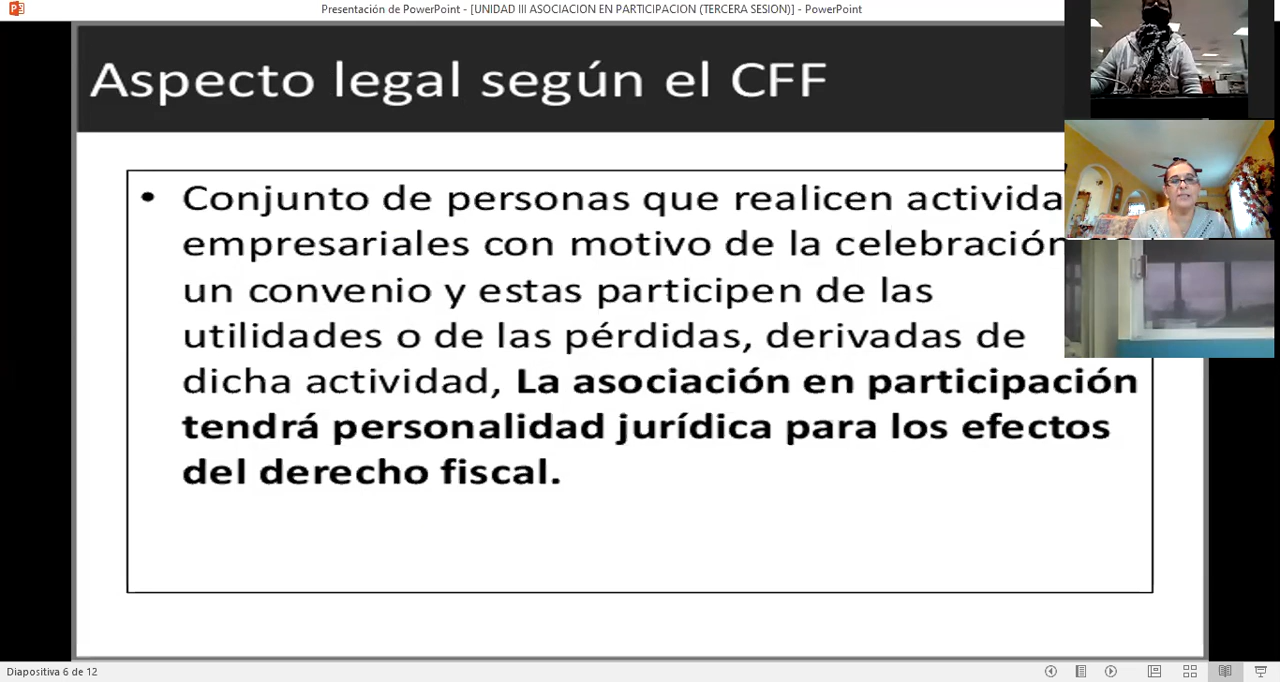 Presentación de PowerPoint - [UNIDAD III ASOCIACION EN PARTICIPACION (TERCERA SESION)] - PowerPoint
Aspecto legal según el CFF
• Conjunto de personas que realicen activida
empresariales con motivo de la celebración
un convenio y estas participen de las
utilidades o de las pérdidas, derivadas de
dicha actividad, La asociación en participación
tendrá personalidad jurídica para los efectos
del derecho fiscal.
Diapositiva 6 de 12